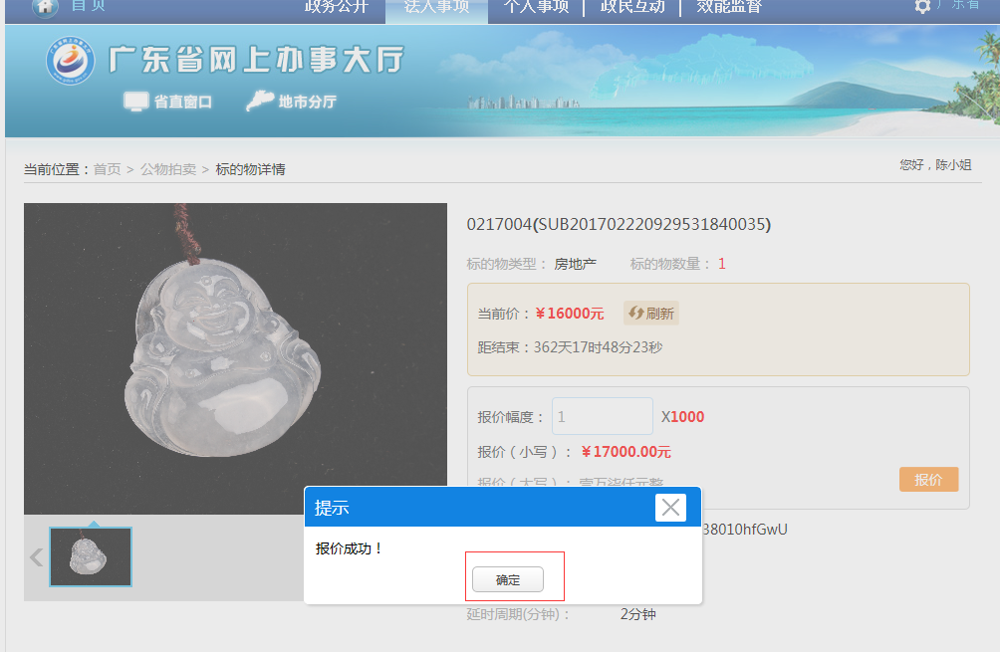 首页 政务公开 法人事项 个人事项 政民互动 效能监督 广东省
广东省网上办事大厅
省直窗口 地市分厅
当前位置：首页 > 公物拍卖 > 标的物详情 您好，陈小姐
0217004(SUB201702220929531840035)
标的物类型： 房地产 标的物数量： 1
当前价：￥16000元 刷新
距结束：362天17时48分23秒
报价幅度： 1 X1000
报价（小写）：￥17000.00元
报价（大写）：壹万柒仟元整 报价
提示
38010hfGwU
报价成功！
确定
延时周期(分钟)： 2分钟